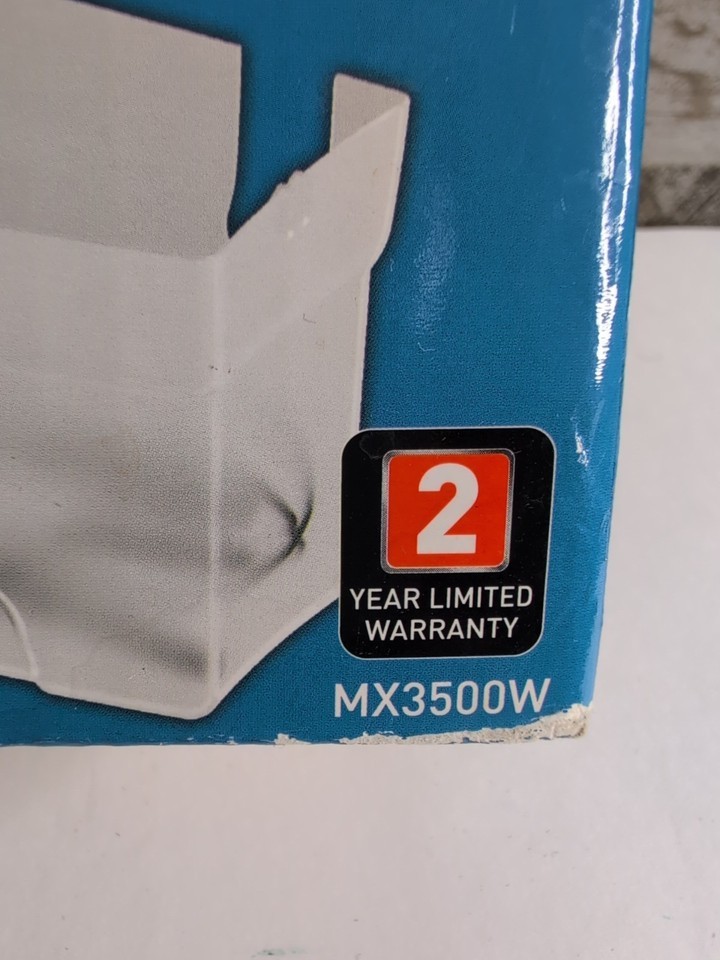 2
YEAR LIMITED
WARRANTY
MX3500W